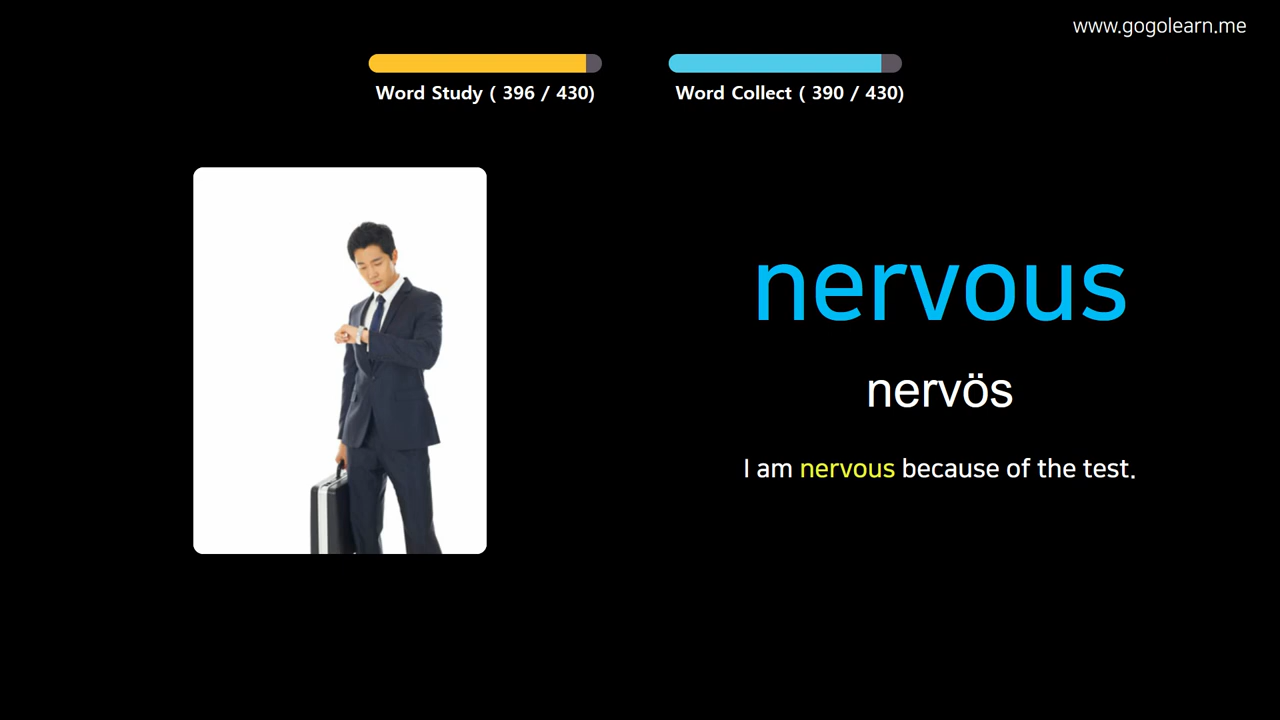 www.gogolearn.me
Word Study ( 396 / 430)
Word Collect ( 390 / 430)
nervous
nervös
I am nervous because of the test.